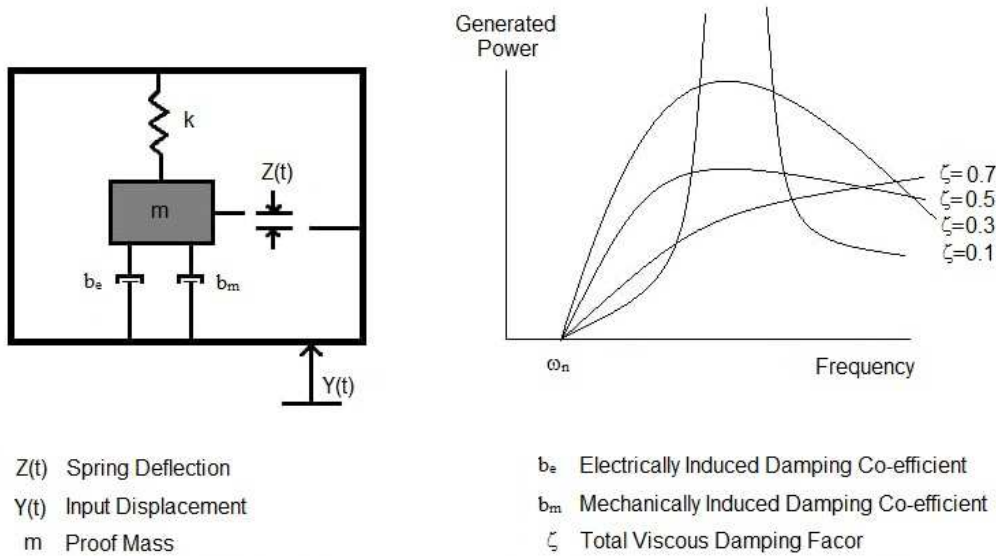 k
m
Z(t)
bₑ
bₘ
Y(t)
Generated
Power
ζ=0.7
ζ=0.5
ζ=0.3
ζ=0.1
ωₙ
Frequency
Z(t) Spring Deflection
Y(t) Input Displacement
m Proof Mass
bₑ Electrically Induced Damping Co-efficient
bₘ Mechanically Induced Damping Co-efficient
ζ Total Viscous Damping Facor